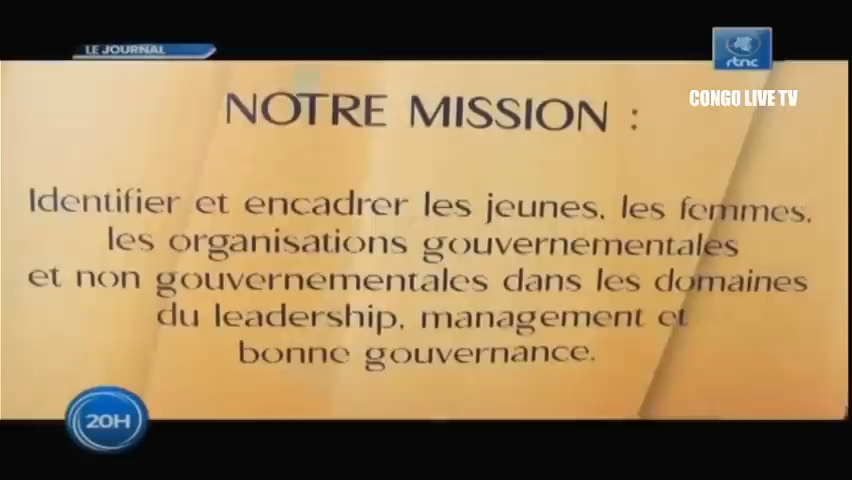 LE JOURNAL
rtnc
CONGO LIVE TV
NOTRE MISSION :
Identifier et encadrer les jeunes, les femmes,
les organisations gouvernementales
et non gouvernementales dans les domaines
du leadership, management et
bonne gouvernance.
20H